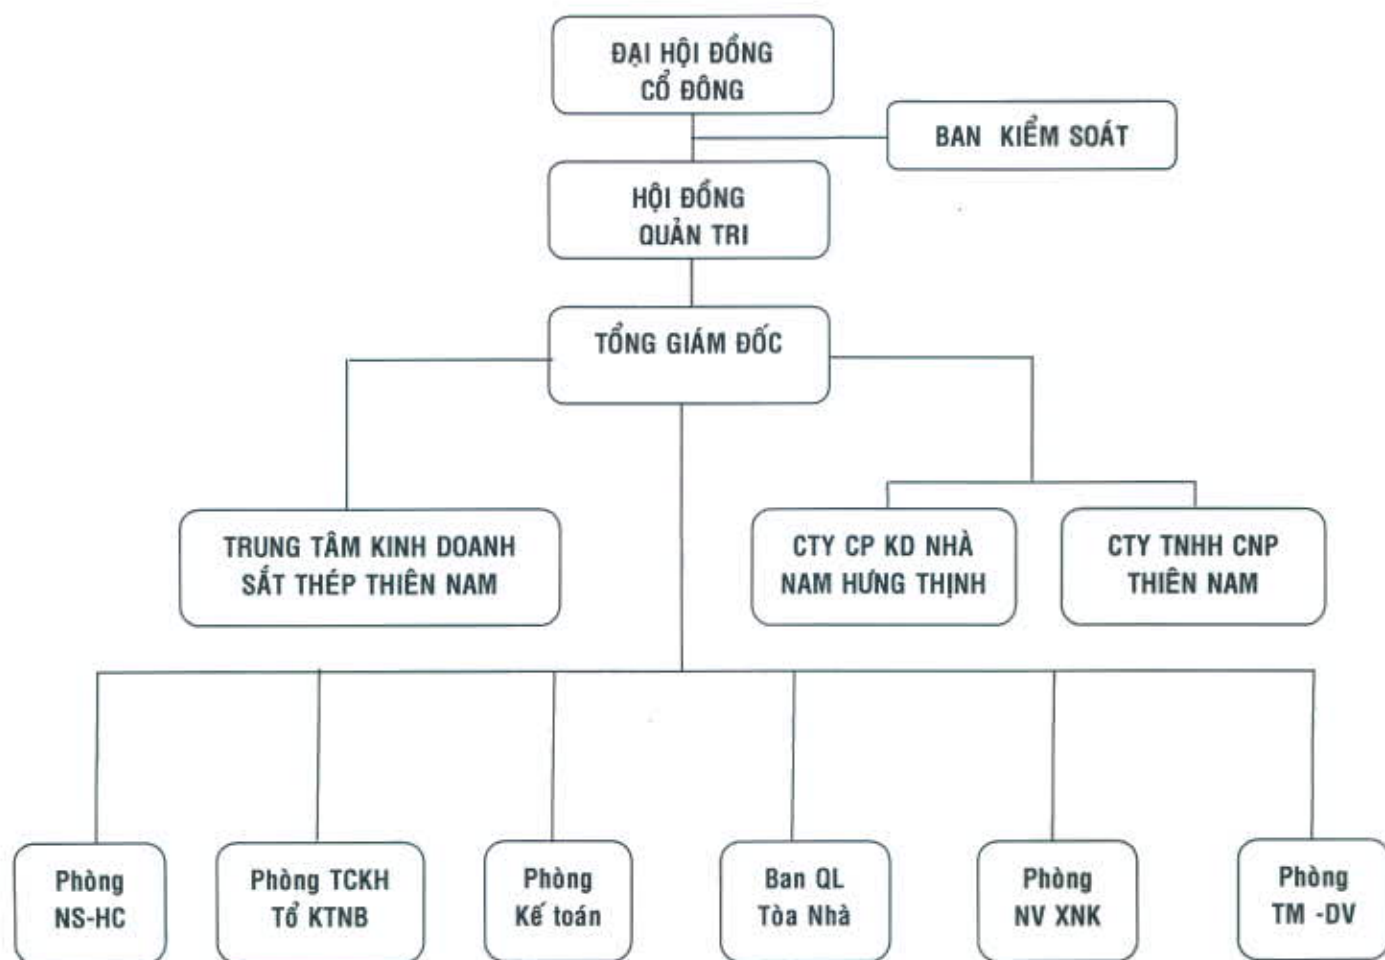 ĐẠI HỘI ĐỒNG
CỔ ĐÔNG
BAN KIỂM SOÁT
HỘI ĐỒNG
QUẢN TRI
TỔNG GIÁM ĐỐC
TRUNG TÂM KINH DOANH
SẮT THÉP THIÊN NAM
CTY CP KD NHÀ
NAM HƯNG THỊNH
CTY TNHH CNP
THIÊN NAM
Phòng
NS-HC
Phòng TCKH
Tổ KTNB
Phòng
Kế toán
Ban QL
Tòa Nhà
Phòng
NV XNK
Phòng
TM -DV